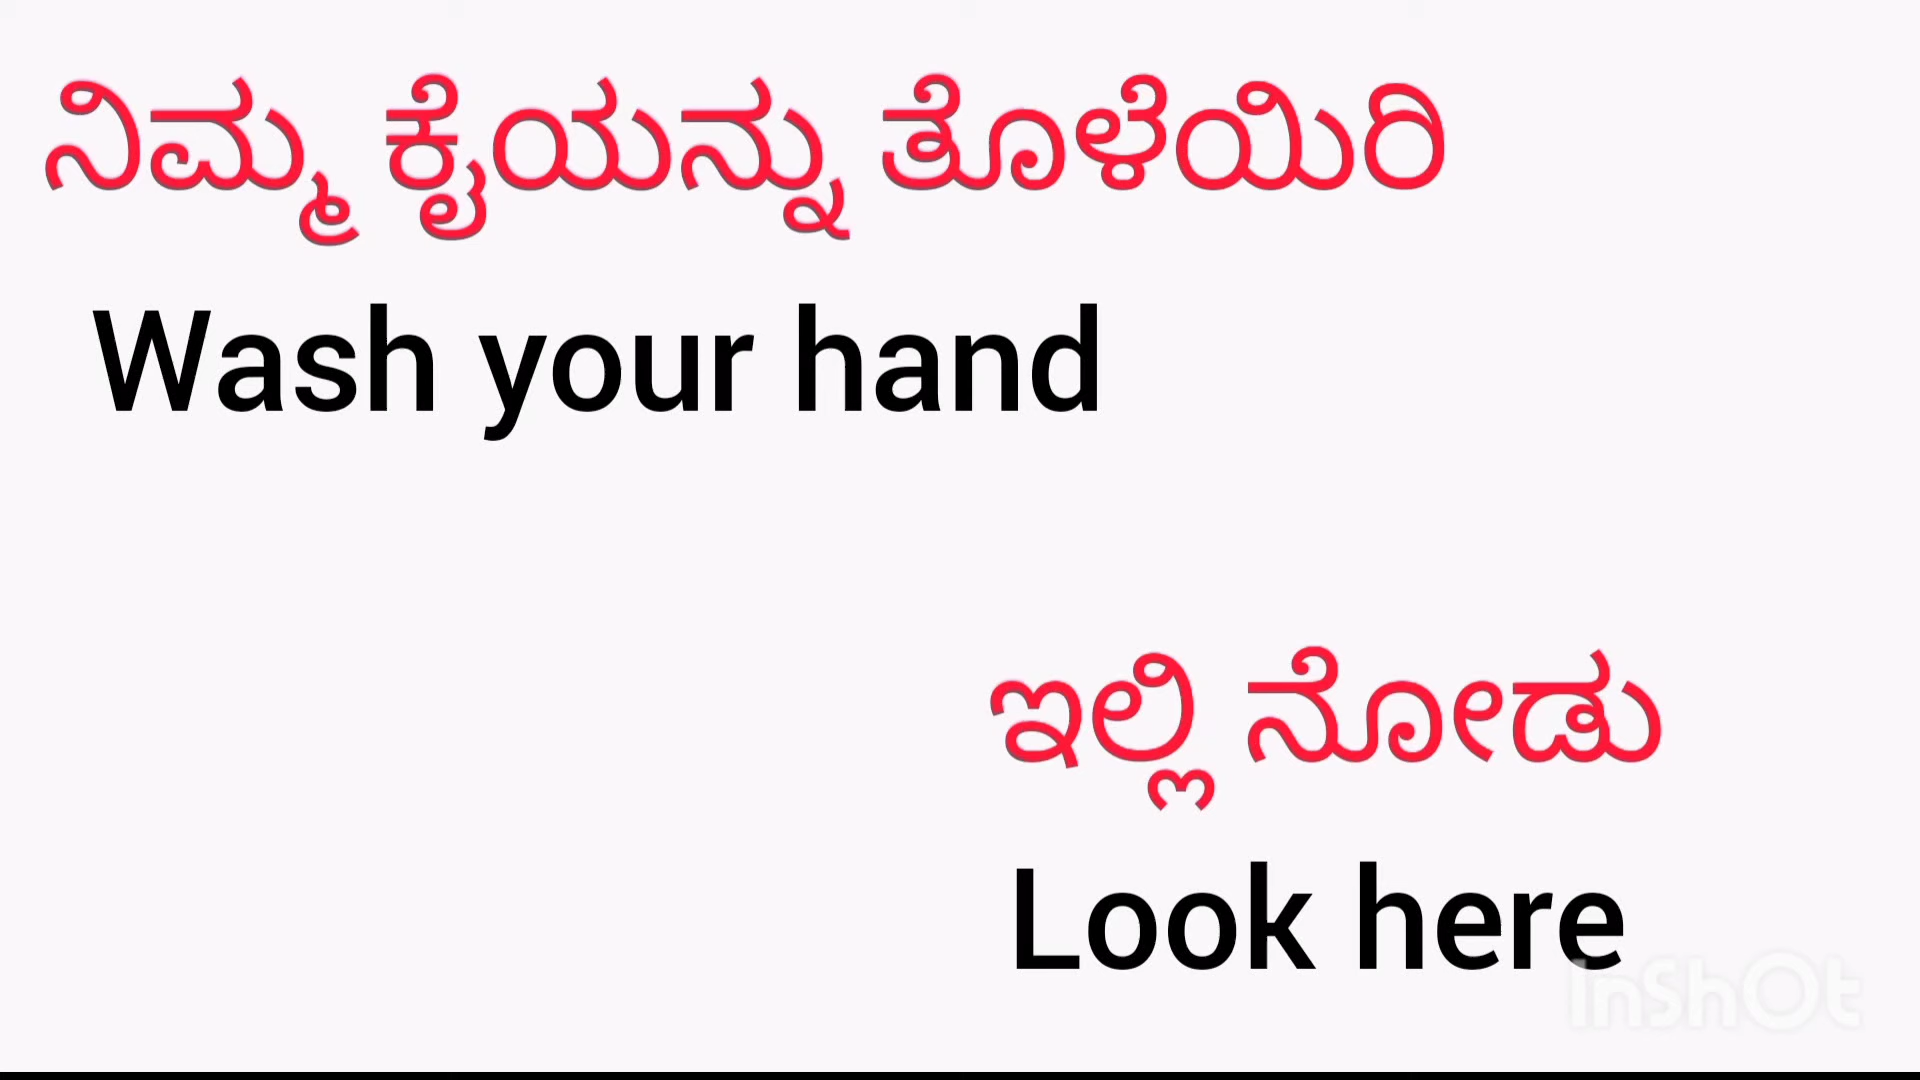 ನಿಮ್ಮ ಕೈಯನ್ನು ತೊಳೆಯಿರಿ
Wash your hand
ಇಲ್ಲಿ ನೋಡು
Look here
InShOt